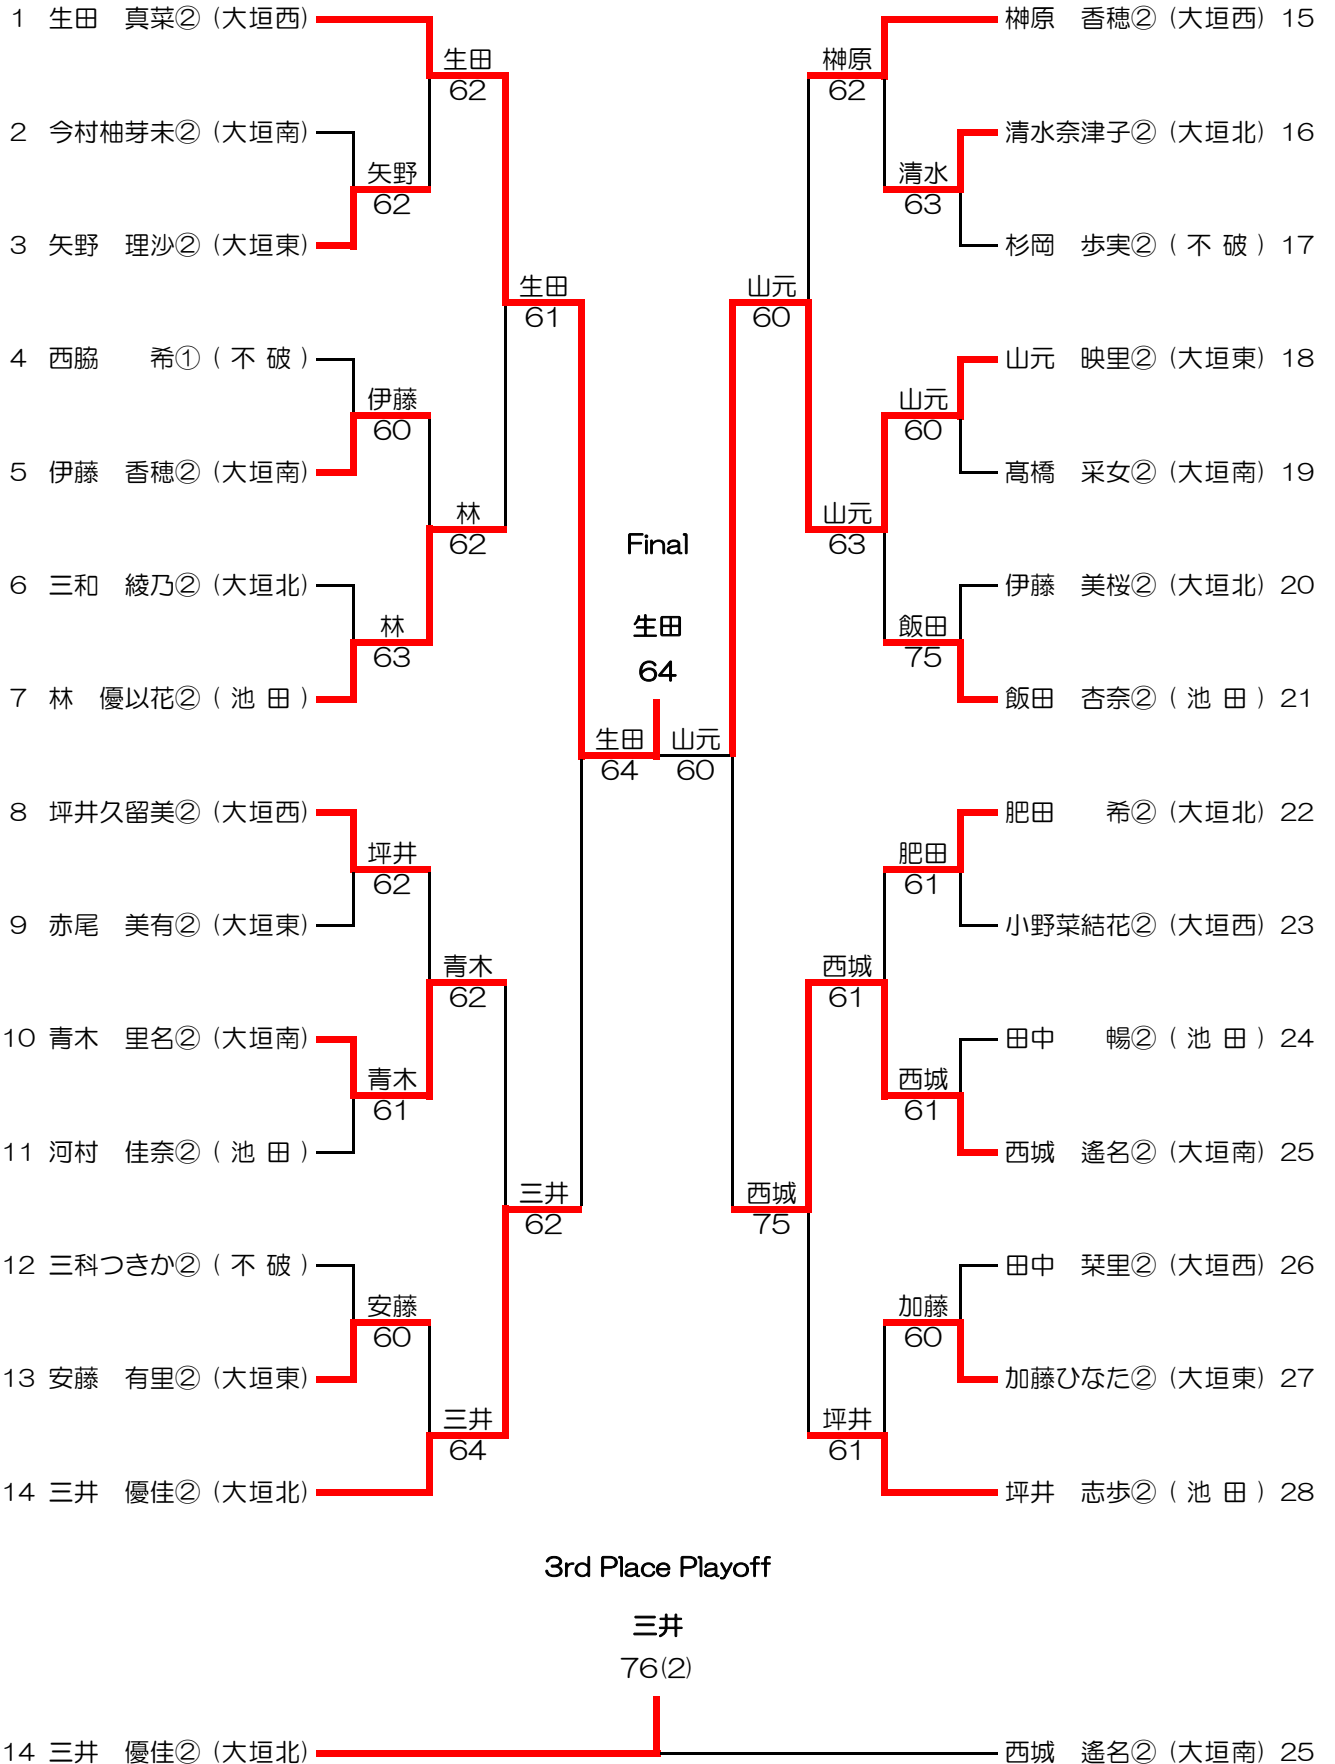 1 生田　真菜② (大垣西)
榊原　香穂② (大垣西) 15
生田
62
榊原
62
2 今村柚芽未② (大垣南)
清水奈津子② (大垣北) 16
矢野
62
清水
63
3 矢野　理沙② (大垣東)
杉岡　歩実② ( 不 破 ) 17
生田
61
山元
60
4 西脇　　希① ( 不 破 )
山元　映里② (大垣東) 18
伊藤
60
山元
60
5 伊藤　香穂② (大垣南)
髙橋　采女② (大垣南) 19
林
62
山元
63
Final
6 三和　綾乃② (大垣北)
伊藤　美桜② (大垣北) 20
林
63
生田
64
飯田
75
7 林　優以花② ( 池 田 )
飯田　杏奈② ( 池 田 ) 21
生田
64
山元
60
8 坪井久留美② (大垣西)
肥田　　希② (大垣北) 22
坪井
62
肥田
61
9 赤尾　美有② (大垣東)
小野菜結花② (大垣西) 23
青木
62
西城
61
10 青木　里名② (大垣南)
田中　　暢② ( 池 田 ) 24
青木
61
西城
61
11 河村　佳奈② ( 池 田 )
西城　遙名② (大垣南) 25
三井
62
西城
75
12 三科つきか② ( 不 破 )
田中　栞里② (大垣西) 26
安藤
60
加藤
60
13 安藤　有里② (大垣東)
加藤ひなた② (大垣東) 27
三井
64
坪井
61
14 三井　優佳② (大垣北)
坪井　志歩② ( 池 田 ) 28
3rd Place Playoff
三井
76(2)
14 三井　優佳② (大垣北)
西城　遙名② (大垣南) 25